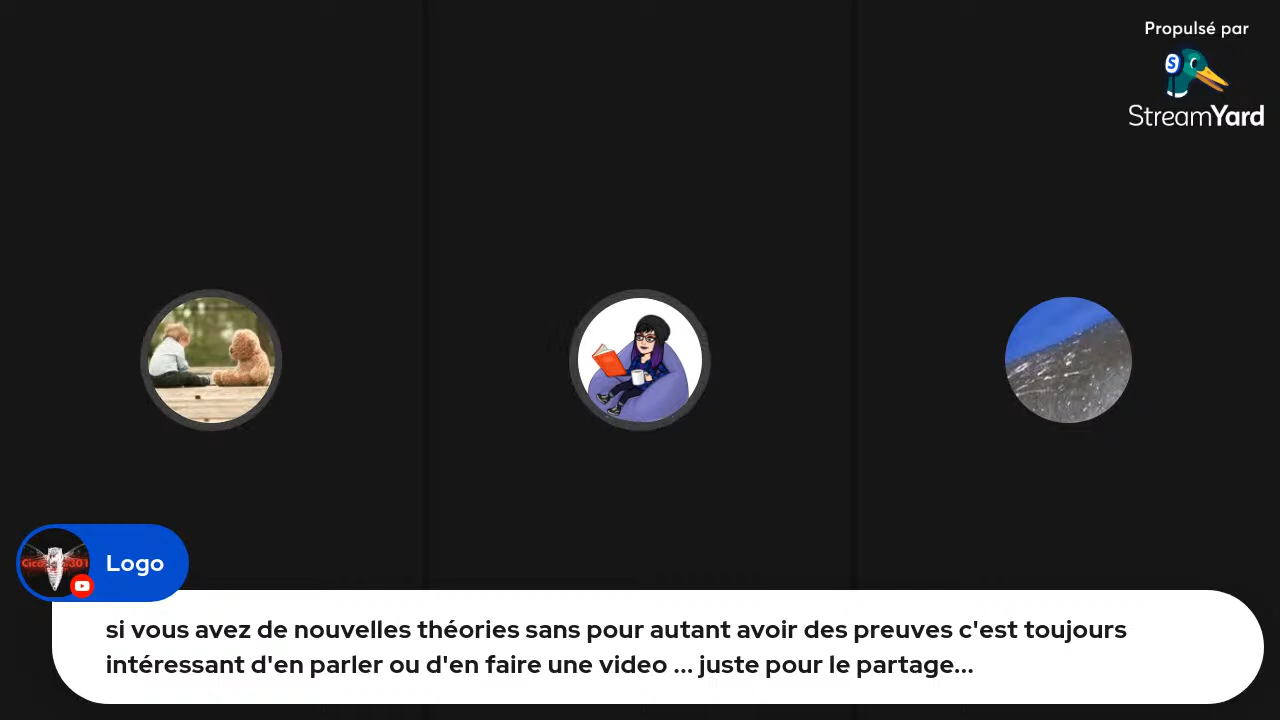 Propulsé par
S
StreamYard
Logo
si vous avez de nouvelles théories sans pour autant avoir des preuves c'est toujours
intéressant d'en parler ou d'en faire une video ... juste pour le partage...